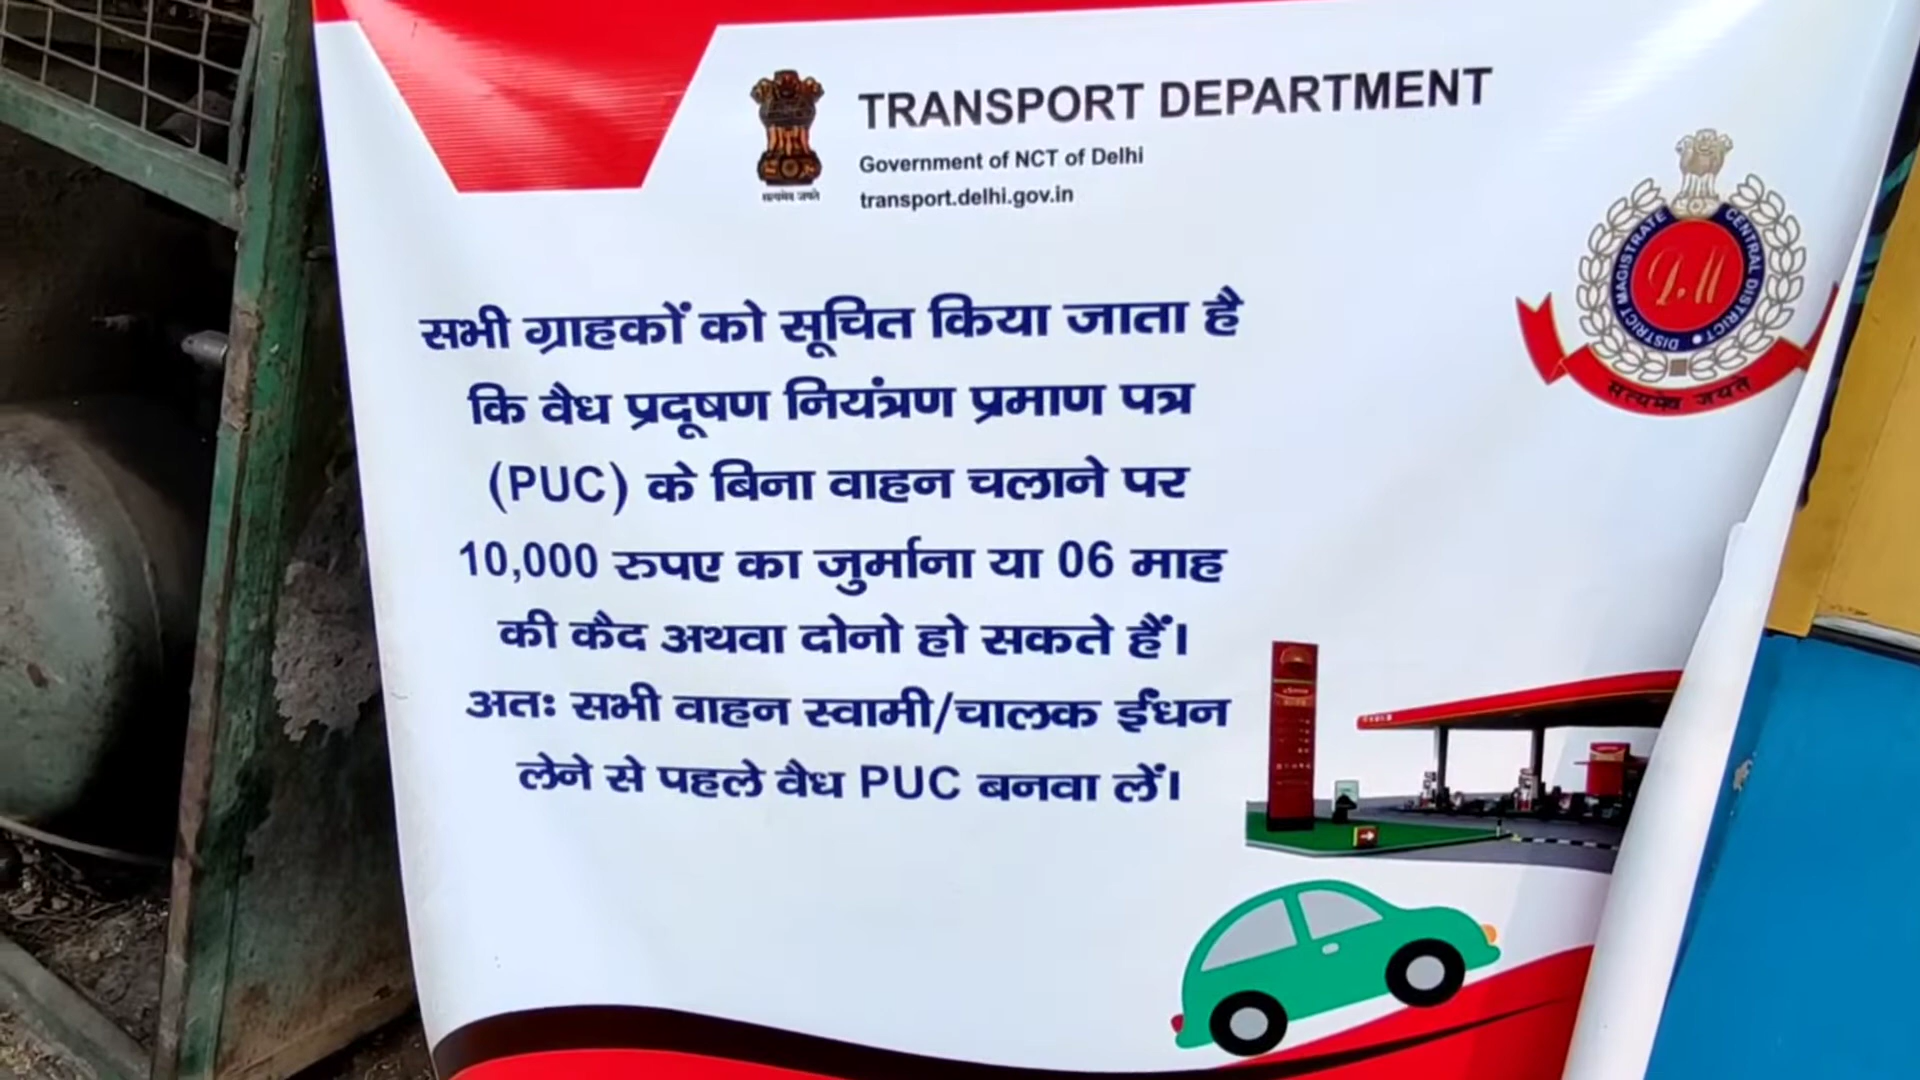 TRANSPORT DEPARTMENT
Government of NCT of Delhi
transport.delhi.gov.in
सत्यमेव जयते
DISTRICT MAGISTRATE
CENTRAL DISTRICT
D.M
सत्यमेव जयते
सभी ग्राहकों को सूचित किया जाता है
कि वैध प्रदूषण नियंत्रण प्रमाण पत्र
(PUC) के बिना वाहन चलाने पर
10,000 रुपए का जुर्माना या 06 माह
की कैद अथवा दोनो हो सकते हैं।
अतः सभी वाहन स्वामी/चालक ईंधन
लेने से पहले वैध PUC बनवा लें।